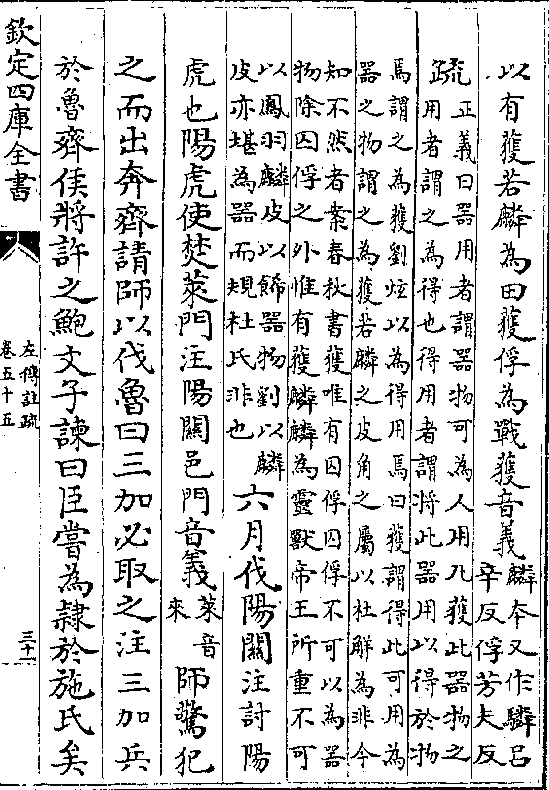 以有獲若麟為田獲俘為戰獲音義麟本又作驎呂
辛反俘芳夫反
疏正義曰器用者謂器物可為人用凡獲此器物之
用者謂之為得也得用者謂將此器用以得於物
焉謂之為獲劉炫以為得用焉曰獲謂得此可用為
器之物謂之為獲若麟之皮角之屬以杜解為非今
知不然者案春秋書獲唯有囚俘囚俘不可以為器
物除囚俘之外惟有獲麟麟為靈獸帝王所重不可
以鳳羽麟皮以餙器物劉以麟
皮亦堪為器而規杜氏非也
六月伐陽關注討陽
虎也陽虎使焚萊門注陽關邑門音義萊音
來
師驚犯
之而出奔齊請師以伐魯曰三加必取之注三加兵
於魯齊侯將許之鮑文子諫曰臣嘗為隸於施氏矣
欽定四庫全書
左傳註疏
卷五十五
三十一